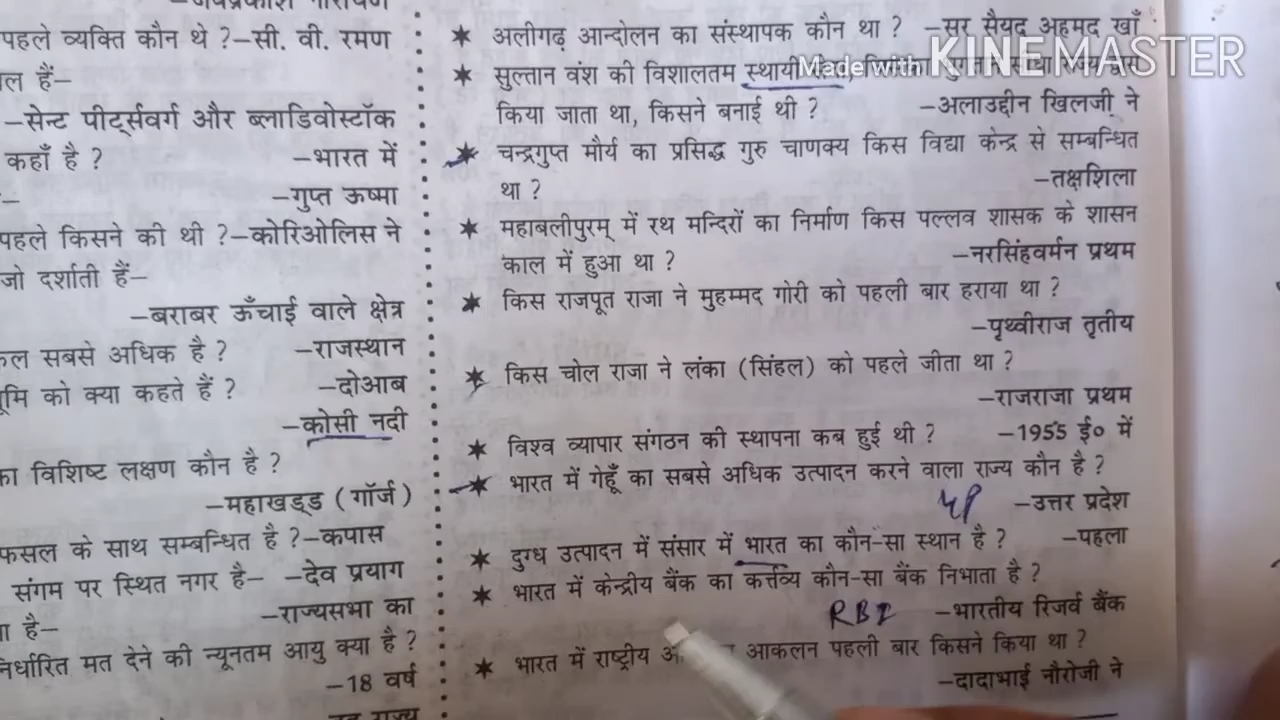 –जयप्रकाश नारायण
पहले व्यक्ति कौन थे ?–सी. वी. रमण
ल हैं–
–सेन्ट पीटर्सवर्ग और ब्लाडिवोस्टॉक
कहाँ है ? –भारत में
–गुप्त ऊष्मा
पहले किसने की थी ?–कोरिओलिस ने
जो दर्शाती हैं–
–बराबर ऊँचाई वाले क्षेत्र
सबसे अधिक है ? –राजस्थान
को क्या कहते हैं ? –दोआब
–कोसी नदी
का विशिष्ट लक्षण कौन है ?
–महाखड्ड (गॉर्ज)
फसल के साथ सम्बन्धित है ?–कपास
संगम पर स्थित नगर है– –देव प्रयाग
–राज्यसभा का
है–
निर्धारित मत देने की न्यूनतम आयु क्या है ?
–18 वर्ष
राज्य
★ अलीगढ़ आन्दोलन का संस्थापक कौन था ? –सर सैयद अहमद खाँ
Made with KINEMASTER
★ सुल्तान वंश की विशालतम स्थायी
किया जाता था, किसने बनाई थी ? –अलाउद्दीन खिलजी ने
★ चन्द्रगुप्त मौर्य का प्रसिद्ध गुरु चाणक्य किस विद्या केन्द्र से सम्बन्धित
था ? –तक्षशिला
★ महाबलीपुरम् में रथ मन्दिरों का निर्माण किस पल्लव शासक के शासन
काल में हुआ था ? –नरसिंहवर्मन प्रथम
★ किस राजपूत राजा ने मुहम्मद गोरी को पहली बार हराया था ?
–पृथ्वीराज तृतीय
★ किस चोल राजा ने लंका (सिंहल) को पहले जीता था ?
–राजराजा प्रथम
★ विश्व व्यापार संगठन की स्थापना कब हुई थी ? –1955 ई० में
★ भारत में गेहूँ का सबसे अधिक उत्पादन करने वाला राज्य कौन है ?
UP –उत्तर प्रदेश
★ दुग्ध उत्पादन में संसार में भारत का कौन-सा स्थान है ? –पहला
★ भारत में केन्द्रीय बैंक का कर्त्तव्य कौन-सा बैंक निभाता है ?
RBI –भारतीय रिजर्व बैंक
★ भारत में राष्ट्रीय आकलन पहली बार किसने किया था ?
–दादाभाई नौरोजी ने